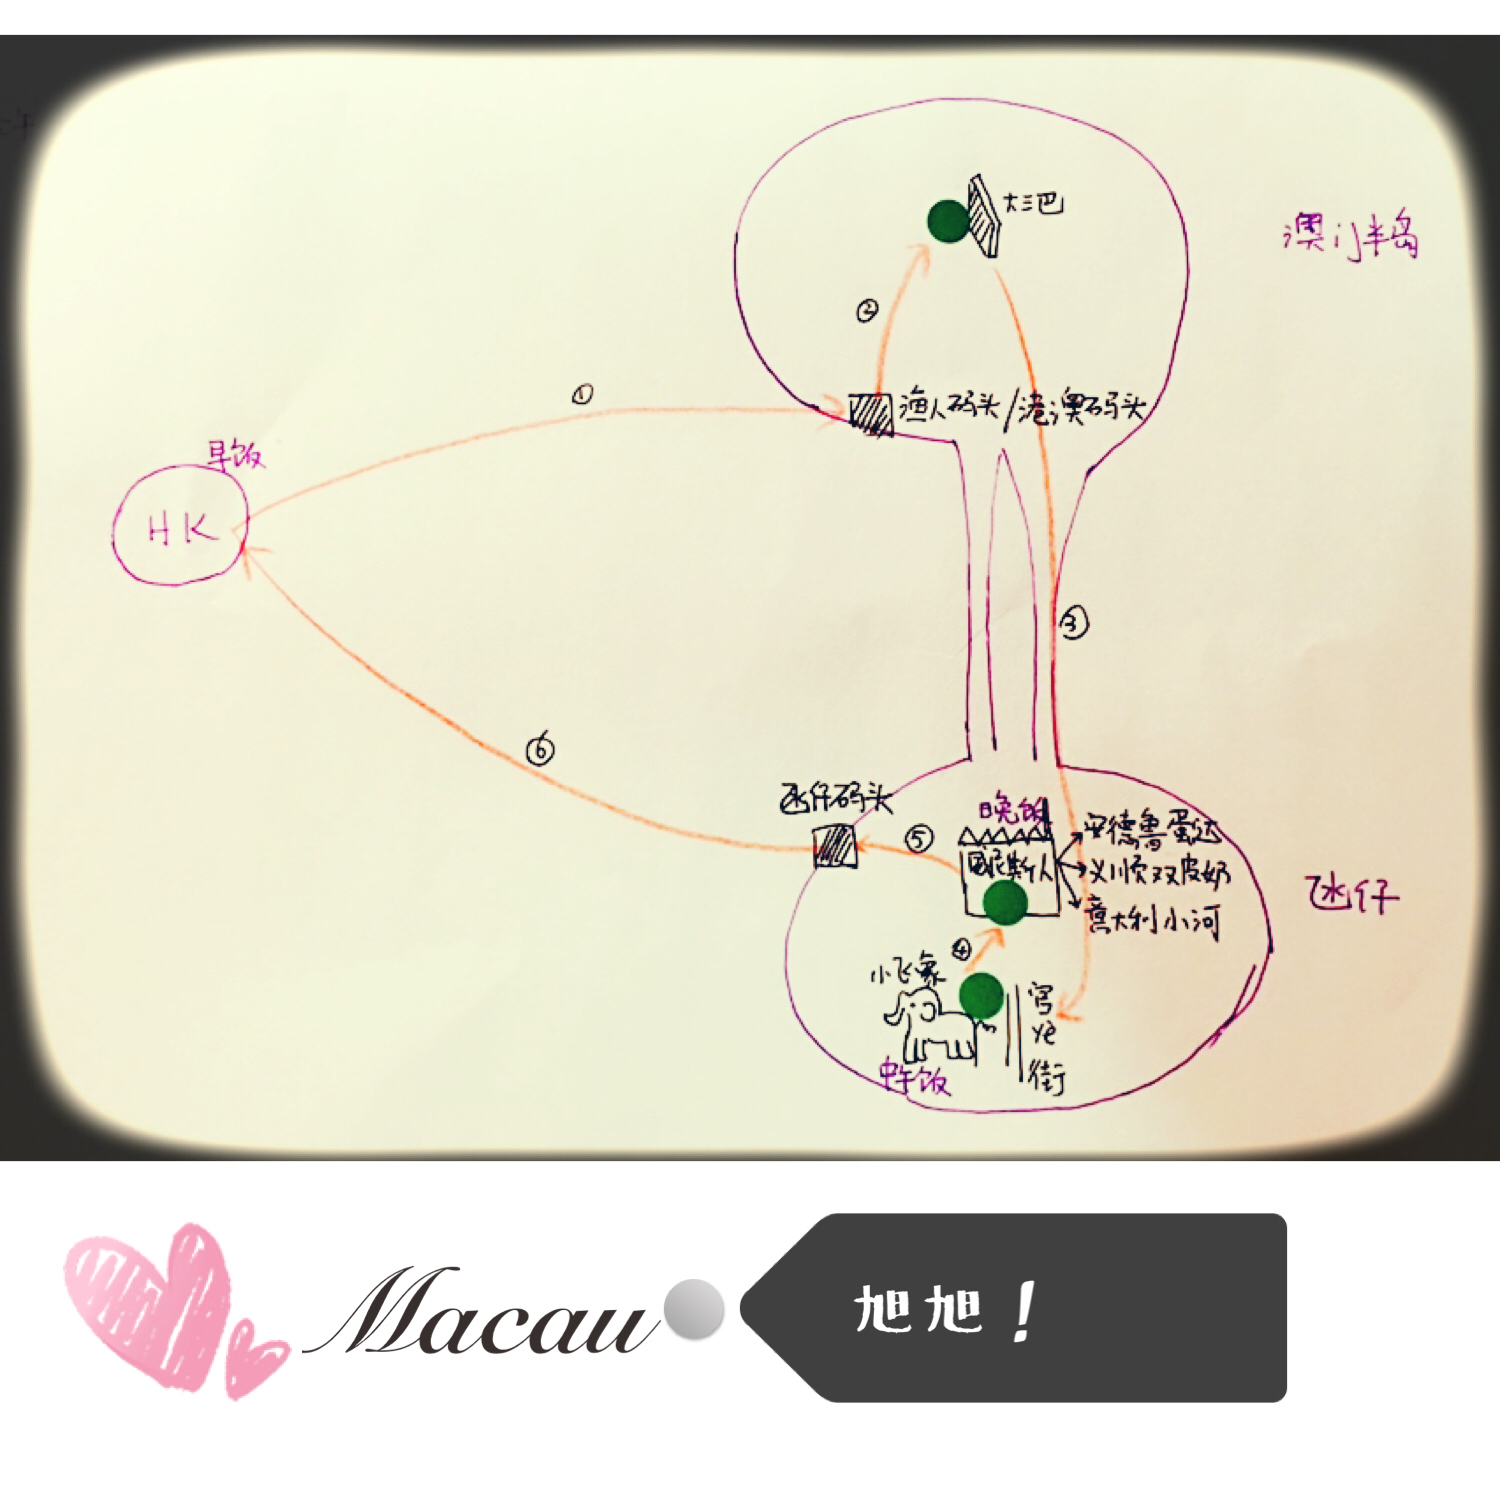 大三巴
澳门半岛
②
①
渔人码头/港澳码头
早饭
HK
③
⑥
氹仔码头
晚饭
⑤
威尼斯人
安德鲁蛋达
义顺双皮奶
意大利小河
氹仔
④
小飞象
官也街
中午饭
Macau
旭旭！